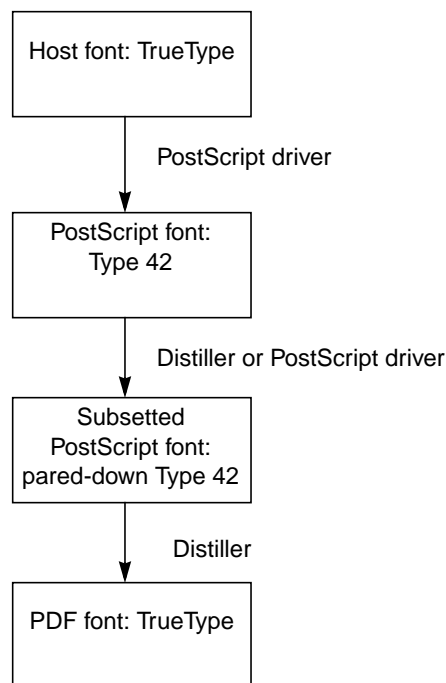 Host font: TrueType
PostScript driver
PostScript font:
Type 42
Distiller or PostScript driver
Subsetted
PostScript font:
pared-down Type 42
Distiller
PDF font: TrueType